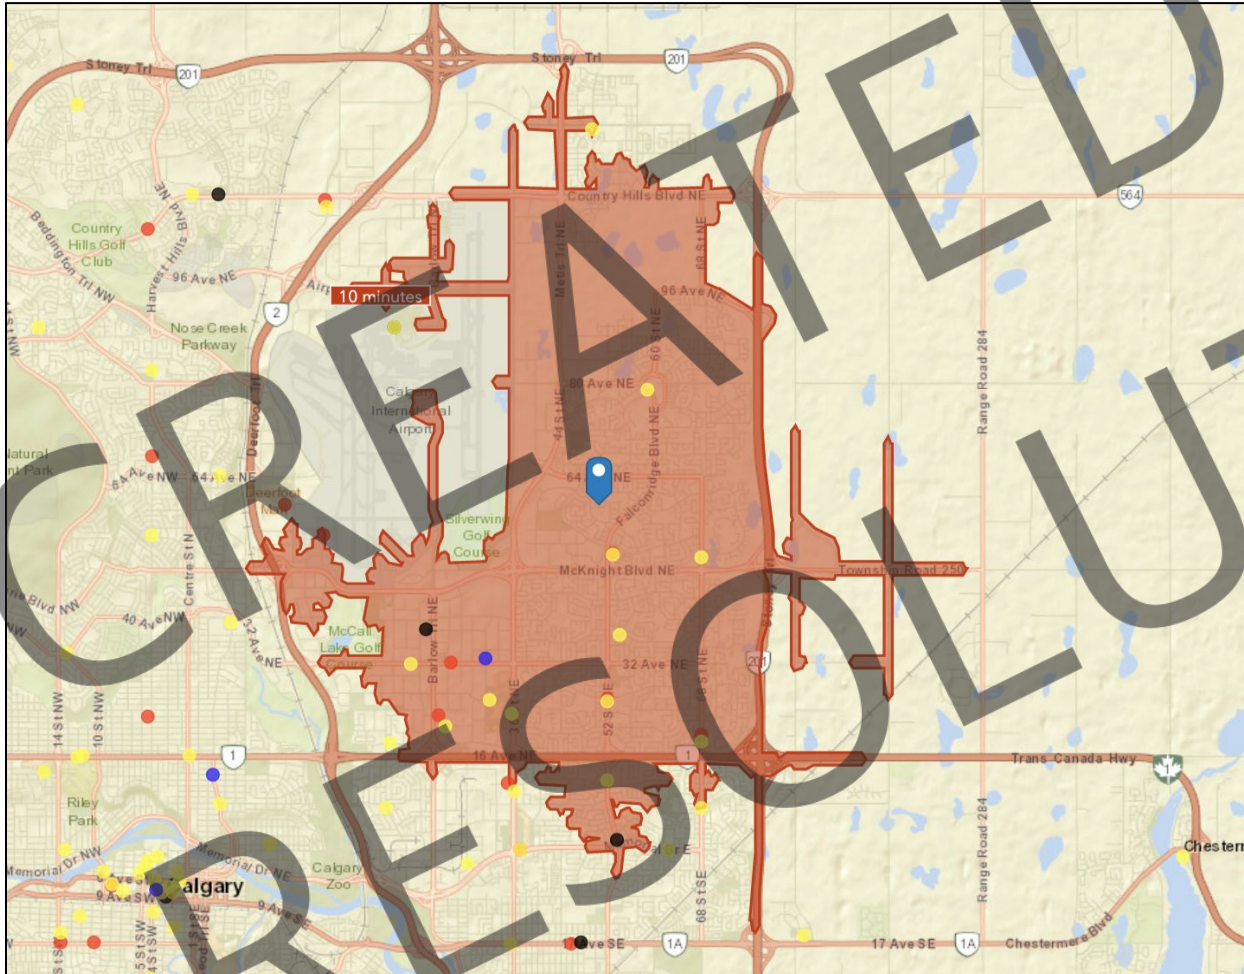 Stoney Trl
201
Stoney Trl
201
Country Hills Blvd NE
564
Country
Hills Golf
Club
Beddington Trl NW
Harvest Hills
Blvd NE
96 Ave NE
Metis Trl NE
68 St NE
96 Ave NE
10 minutes
2
Nose Creek
Parkway
60 St NE
Range Road 284
80 Ave NE
Calgary
International
Airport
44 St NE
Deerfoot Trl
Falconridge Blvd NE
64 Ave NW
64 Ave NE
Silverwing
Golf
Course
McKnight Blvd NE
Township Road 250
Centre St N
40 Ave NW
32 Ave NE
McCall
Lake Golf
Course
Barlow Trl NE
32 Ave NE
68 St NE
201
52 St NE
14 St NW
10 St NW
1
16 Ave NE
1
Trans Canada Hwy
1
Riley
Park
Memorial Dr NW
Memorial Dr NE
Calgary
Zoo
Range Road 284
Chesterm
9 Ave SW
9 Ave SE
68 St SE
1A
17 Ave SE
1A
Chestermere Blvd
CREATED
RESOLUT